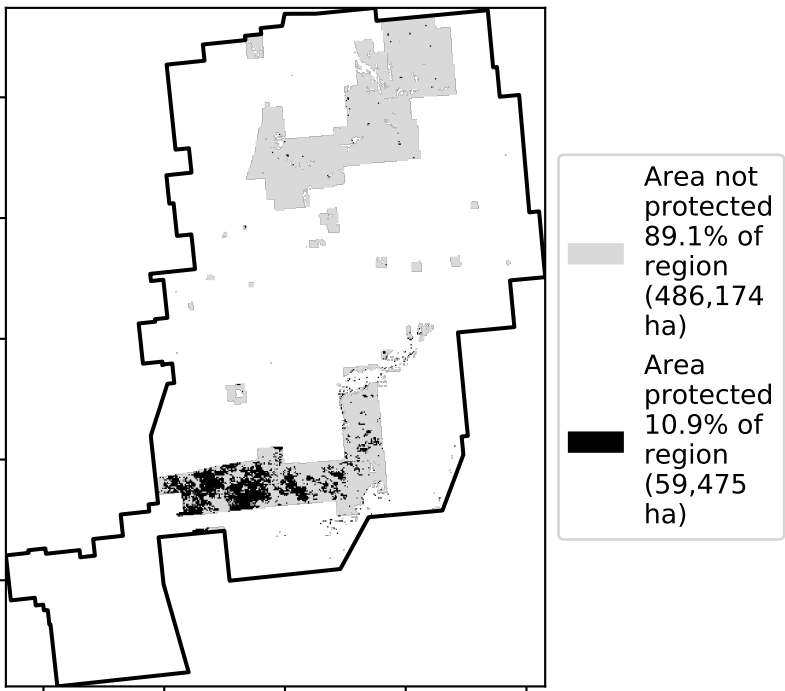 Area not
protected
89.1% of
region
(486,174
ha)
Area
protected
10.9% of
region
(59,475
ha)